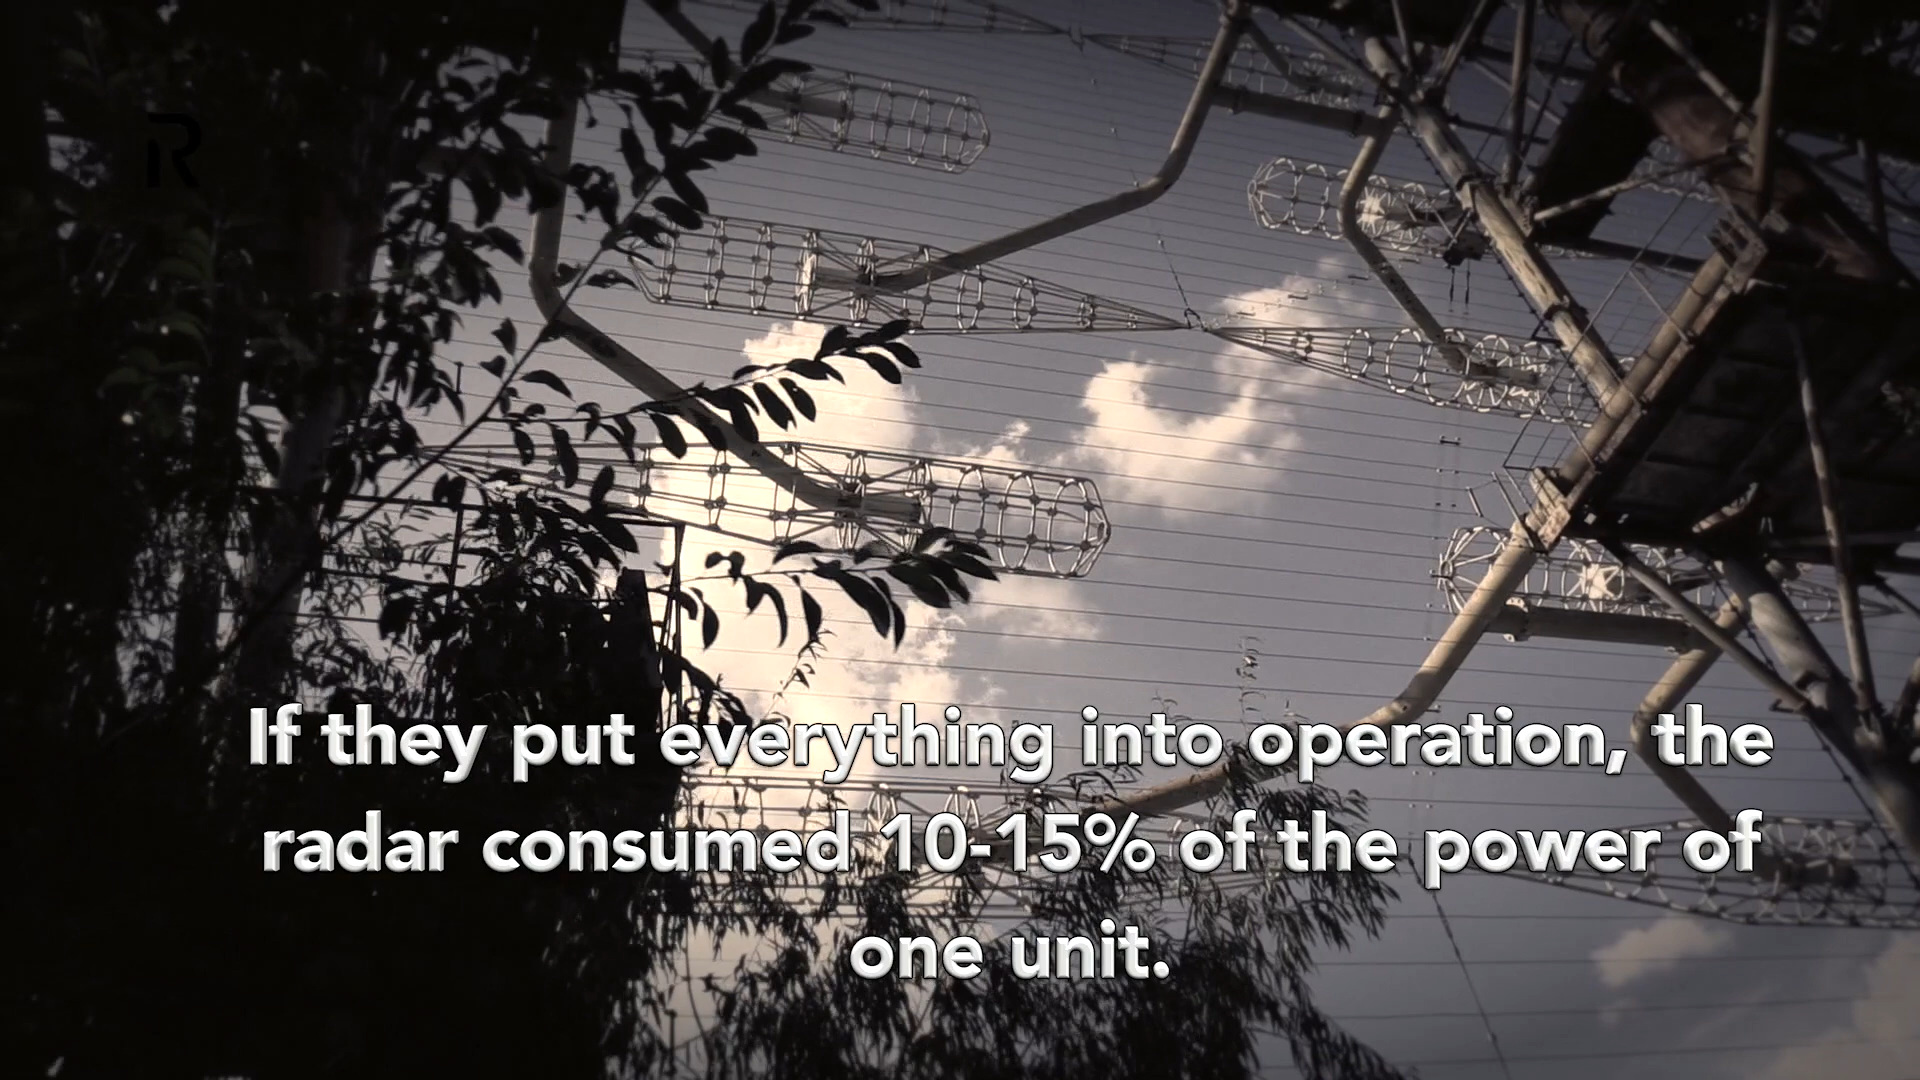 R
If they put everything into operation, the
radar consumed 10-15% of the power of
one unit.